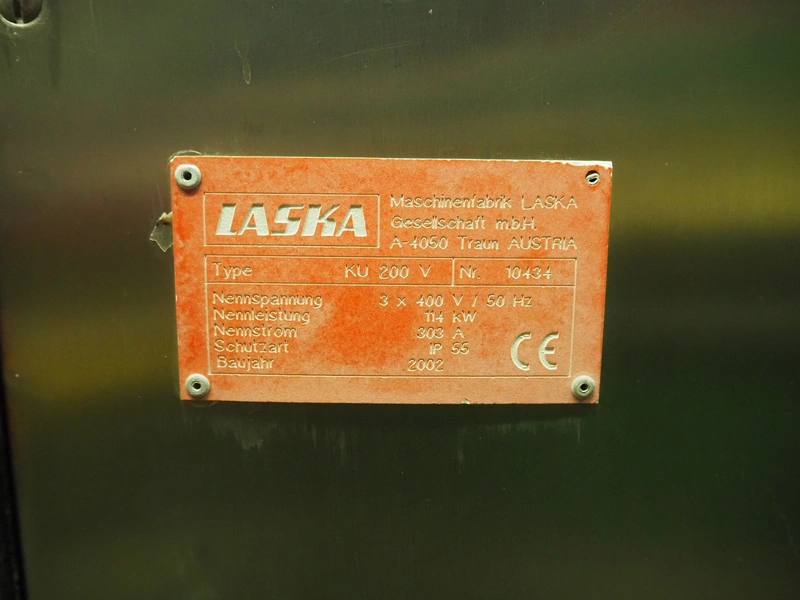 LASKA
Maschinenfabrik LASKA
Gesellschaft m.b.H.
A-4050 Traun AUSTRIA
Type KU 200 V Nr. 10434
Nennspannung 3 x 400 V / 50 Hz
Nennleistung 114 kW
Nennstrom 303 A
Schutzart IP 55
Baujahr 2002
CE